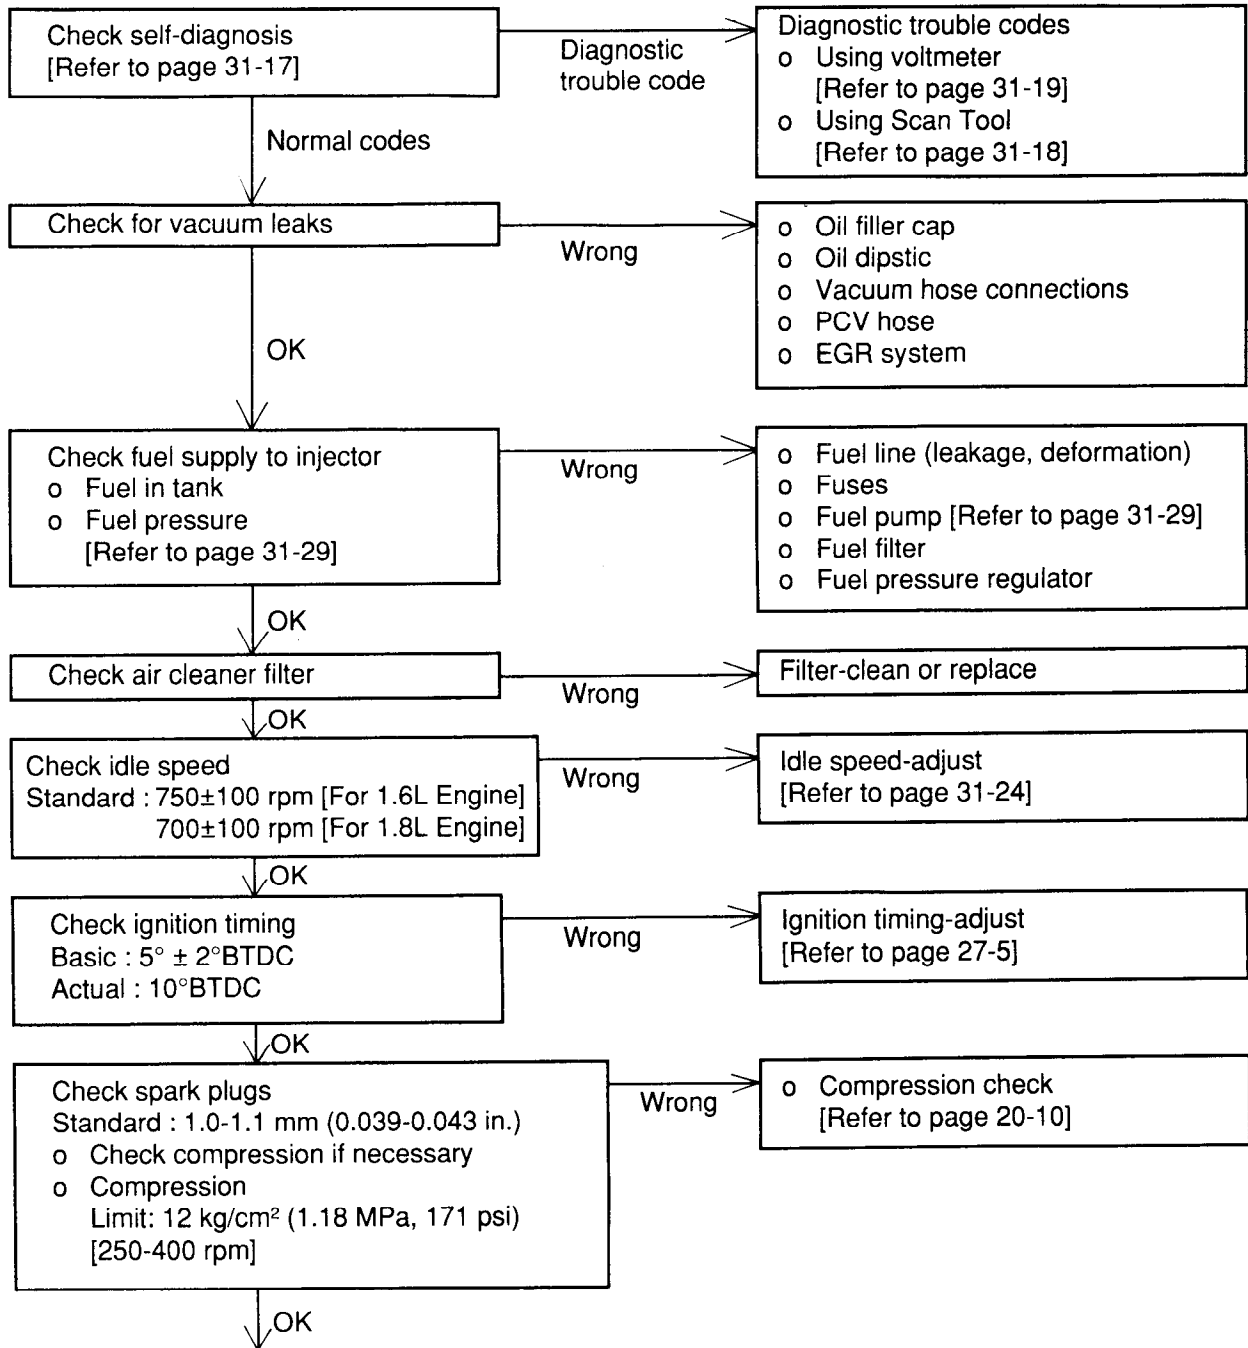 Check self-diagnosis
[Refer to page 31-17]
Diagnostic
trouble code
Diagnostic trouble codes
o Using voltmeter
[Refer to page 31-19]
o Using Scan Tool
[Refer to page 31-18]
Normal codes
Check for vacuum leaks
Wrong
o Oil filler cap
o Oil dipstic
o Vacuum hose connections
o PCV hose
o EGR system
OK
Check fuel supply to injector
o Fuel in tank
o Fuel pressure
[Refer to page 31-29]
Wrong
o Fuel line (leakage, deformation)
o Fuses
o Fuel pump [Refer to page 31-29]
o Fuel filter
o Fuel pressure regulator
OK
Check air cleaner filter
Wrong
Filter-clean or replace
OK
Check idle speed
Standard : 750±100 rpm [For 1.6L Engine]
700±100 rpm [For 1.8L Engine]
Wrong
Idle speed-adjust
[Refer to page 31-24]
OK
Check ignition timing
Basic : 5° ± 2°BTDC
Actual : 10°BTDC
Wrong
Ignition timing-adjust
[Refer to page 27-5]
OK
Check spark plugs
Standard : 1.0-1.1 mm (0.039-0.043 in.)
o Check compression if necessary
o Compression
Limit: 12 kg/cm² (1.18 MPa, 171 psi)
[250-400 rpm]
Wrong
o Compression check
[Refer to page 20-10]
OK